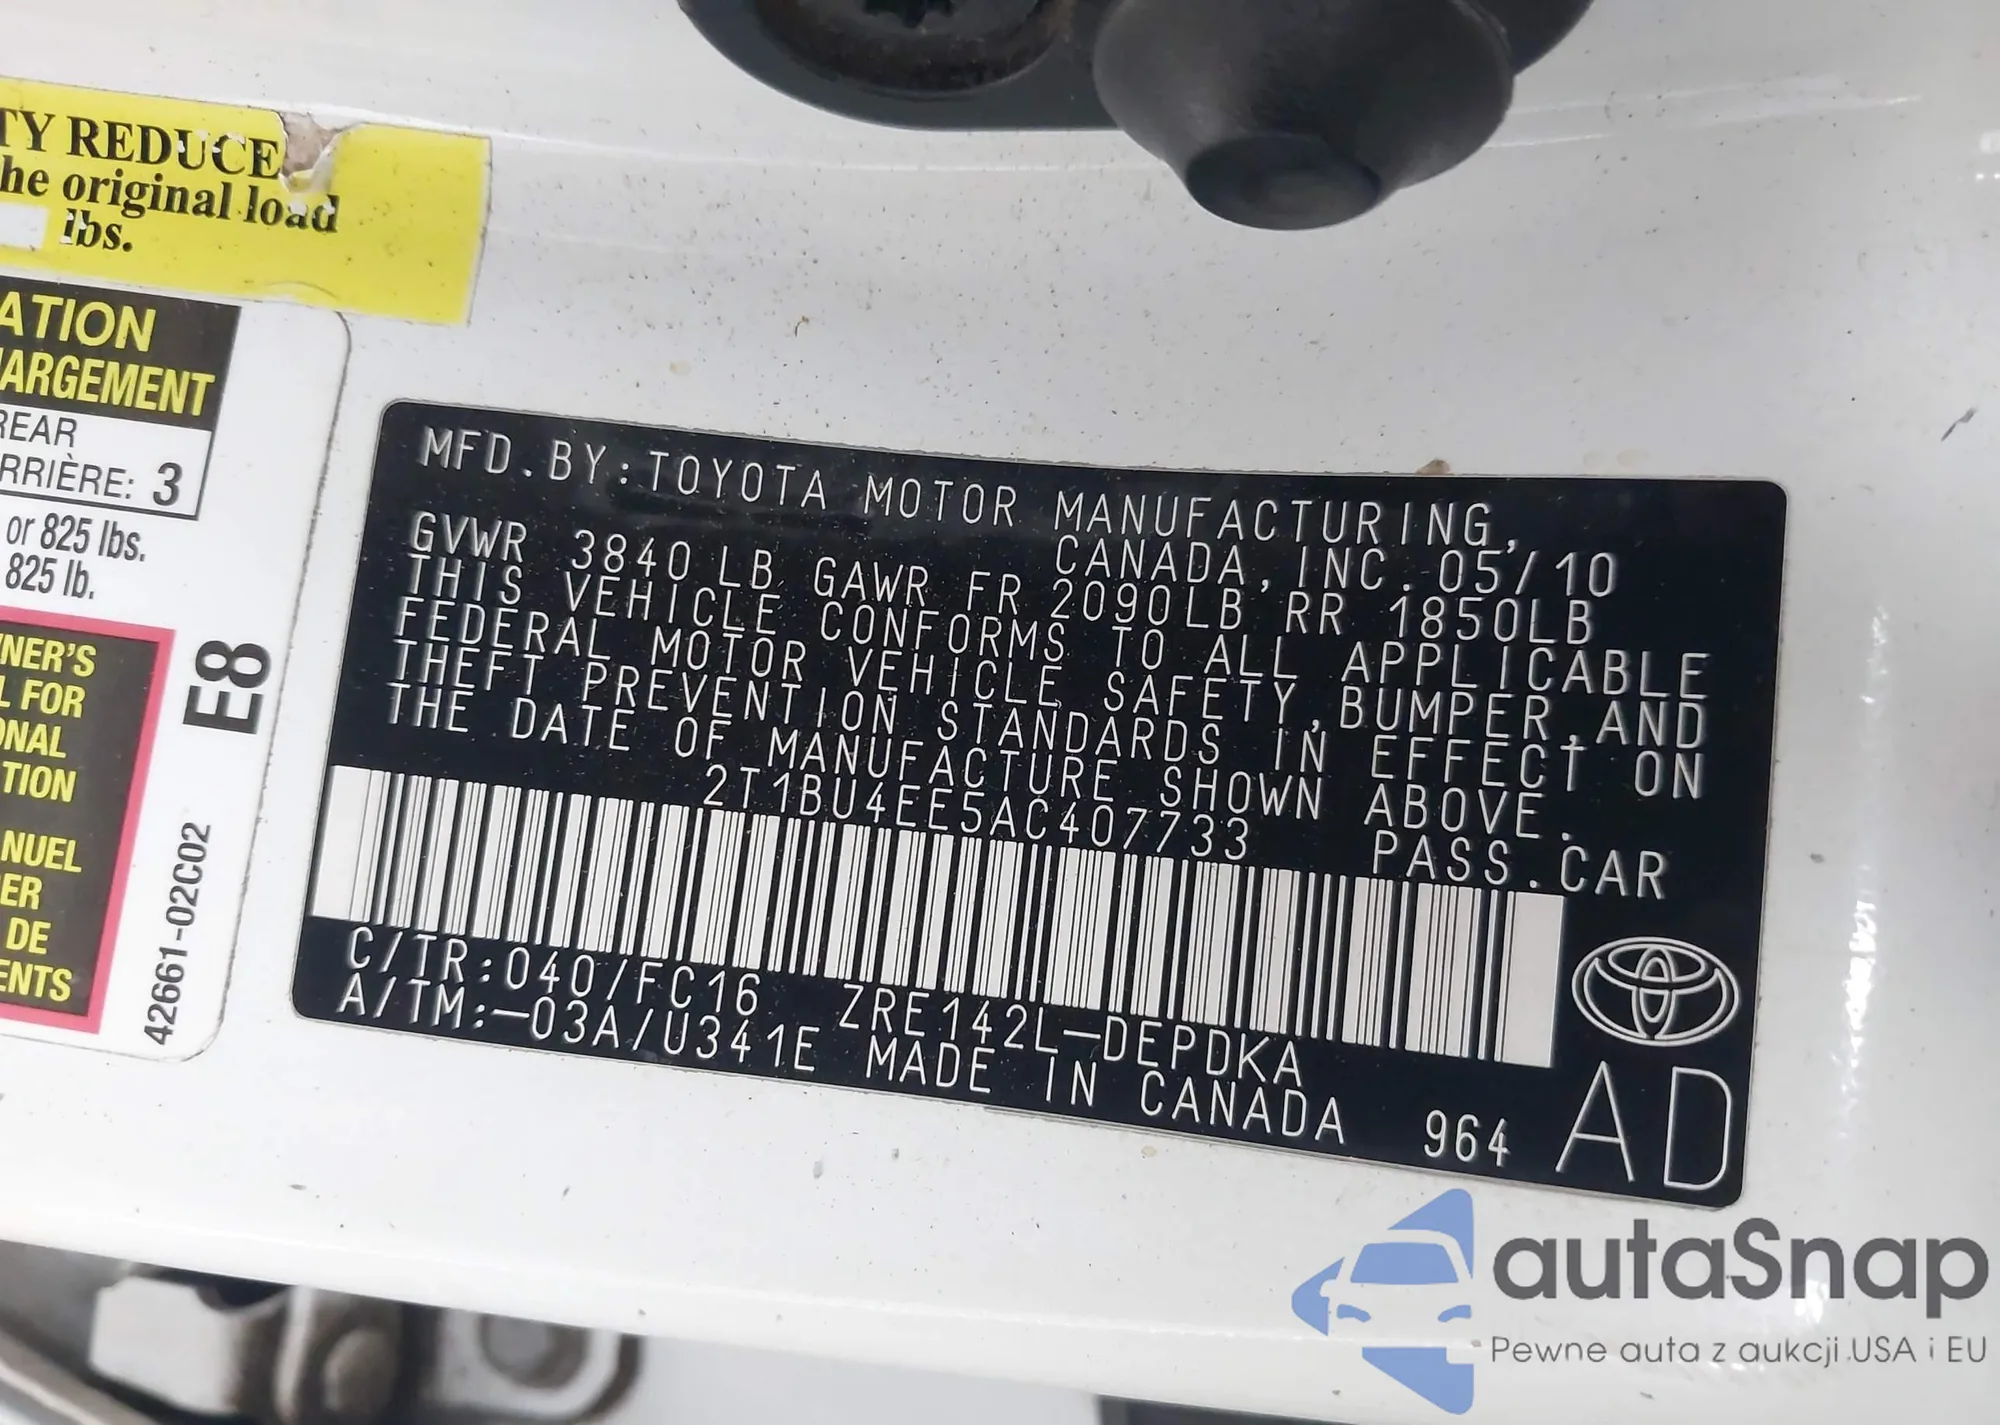 TY REDUCE
he original load
lbs.
ATION
ARGEMENT
REAR
RRIÈRE: 3
or 825 lbs.
825 lb.
NER'S
L FOR
ONAL
TION
NUEL
ER
DE
ENTS
E8
42661-02C02
MFD.BY:TOYOTA MOTOR MANUFACTURING,
CANADA,INC.05/10
GVWR 3840LB GAWR FR 2090LB RR 1850LB
THIS VEHICLE CONFORMS TO ALL APPLICABLE
FEDERAL MOTOR VEHICLE SAFETY,BUMPER,AND
THEFT PREVENTION STANDARDS IN EFFECT ON
THE DATE OF MANUFACTURE SHOWN ABOVE.
2T1BU4EE5AC407733 PASS.CAR
C/TR:040/FC16 ZRE142L-DEPDKA
A/TM:-03A/U341E MADE IN CANADA 964 AD
autaSnap
Pewne auta z aukcji USA i EU